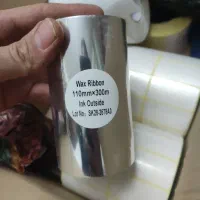 Wax Ribbon
110mm×300m
Ink Outside